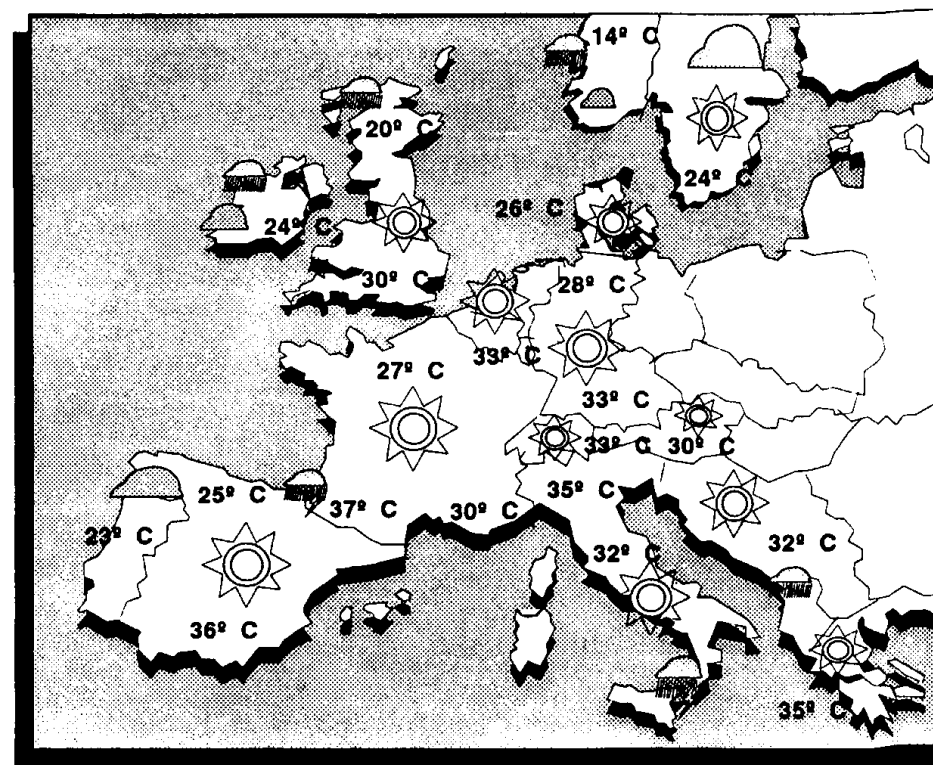 14º C
20º C
24º C
26º C
24º C
30º C
28º C
33º C
27º C
33º C
33º C
30º C
25º C
37º C
30º C
35º C
23º C
32º C
32º C
36º C
35º C